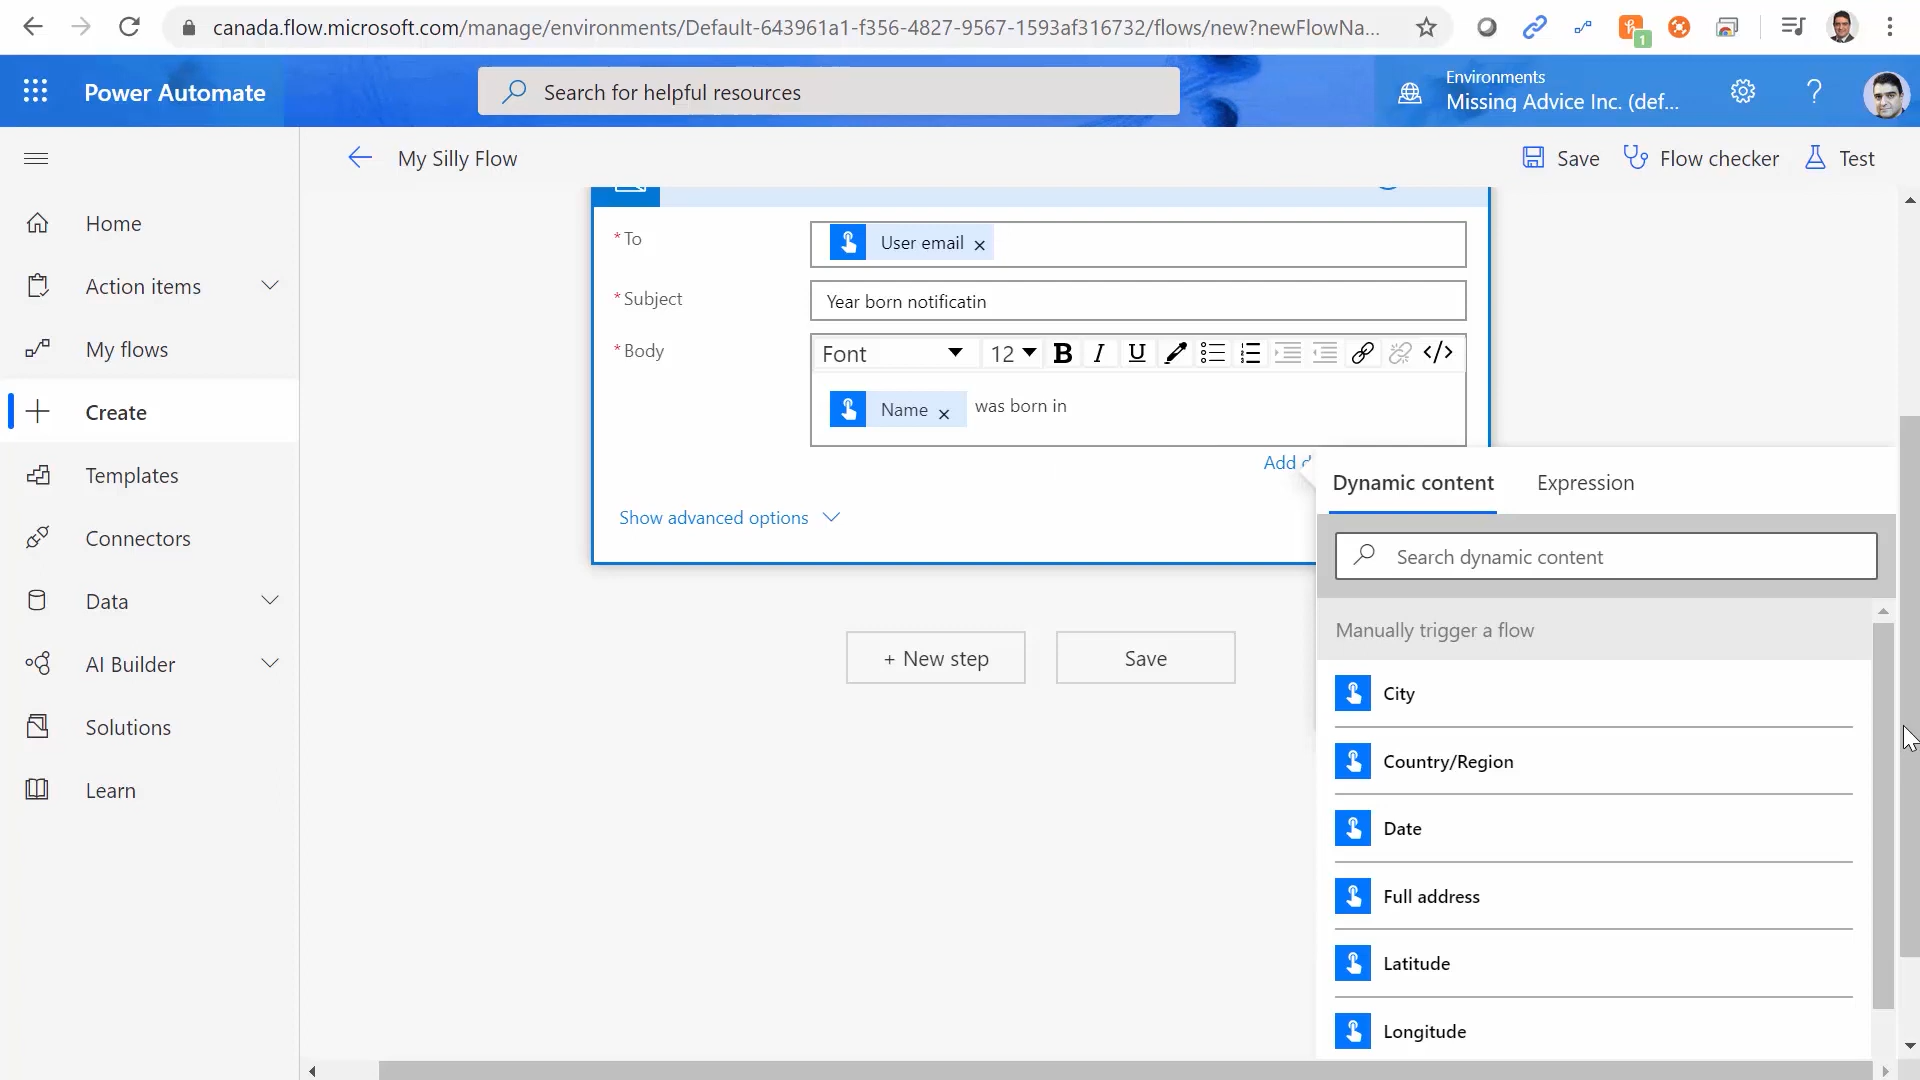 canada.flow.microsoft.com/manage/environments/Default-643961a1-f356-4827-9567-1593af316732/flows/new?newFlowNa...
1
Power Automate
Search for helpful resources
Environments
Missing Advice Inc. (def...
?
My Silly Flow
Save
Flow checker
Test
Home
Action items
My flows
Create
Templates
Connectors
Data
AI Builder
Solutions
Learn
* To
User email ×
* Subject
Year born notificatin
* Body
Font
12
B
I
U
</>
Name × was born in
Add d
Show advanced options
+ New step
Save
Dynamic content
Expression
Search dynamic content
Manually trigger a flow
City
Country/Region
Date
Full address
Latitude
Longitude